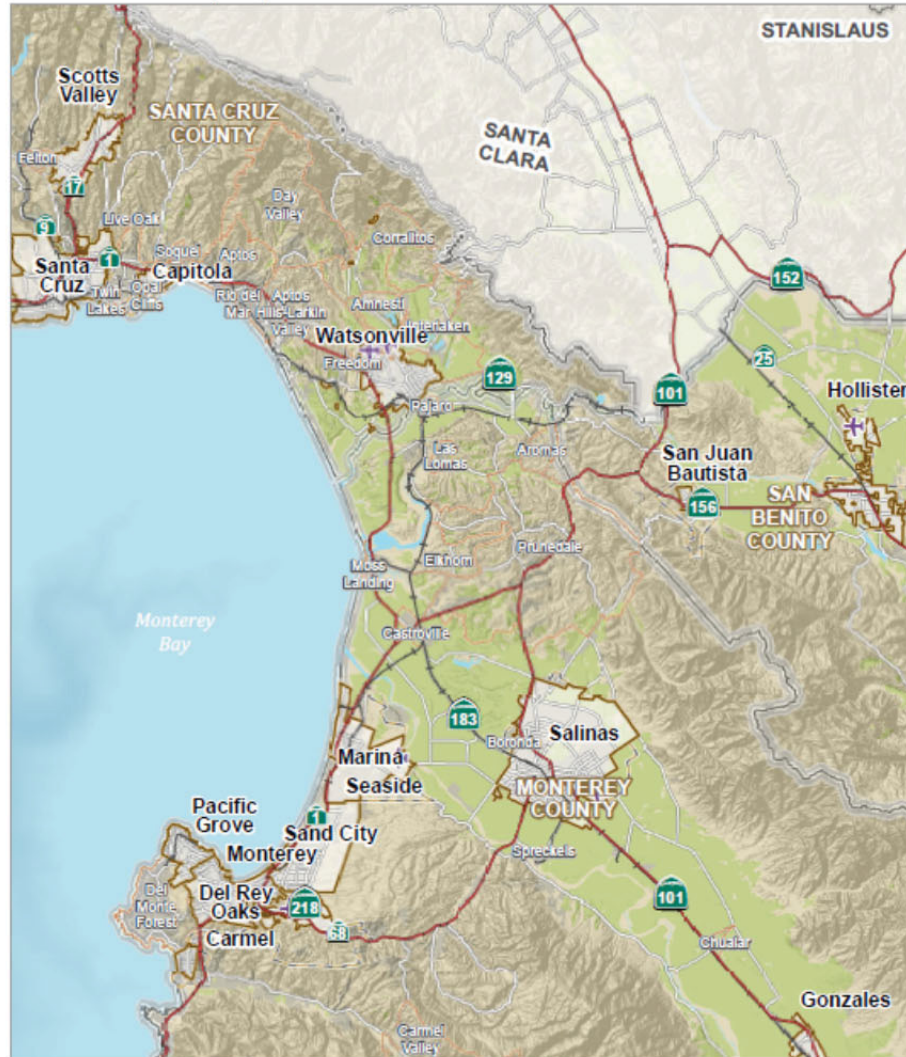 STANISLAUS
Scotts
Valley
SANTA CRUZ
COUNTY
SANTA
CLARA
Felton
17
Day
Valley
9
Live Oak
Corralitos
1
Soquel
Aptos
Santa
Cruz
Capitola
152
Twin
Lakes
Opal
Cliffs
Rio del
Mar
Aptos
Hills-Larkin
Valley
Amnesti
Interlaken
Watsonville
25
Freedom
129
101
Hollister
Pajaro
Las
Lomas
Aromas
San Juan
Bautista
156
SAN
BENITO
COUNTY
Prunedale
Moss
Landing
Elkhorn
Monterey
Bay
Castroville
183
Salinas
Boronda
Marina
Seaside
MONTEREY
COUNTY
Pacific
Grove
1
Sand City
Monterey
Spreckels
Del
Monte
Forest
Del Rey
Oaks
218
68
101
Carmel
Chualar
Gonzales
Carmel
Valley